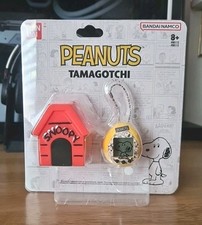 BANDAI NAMCO
PEANUTS
8+
TAMAGOTCHI
SNOOPY